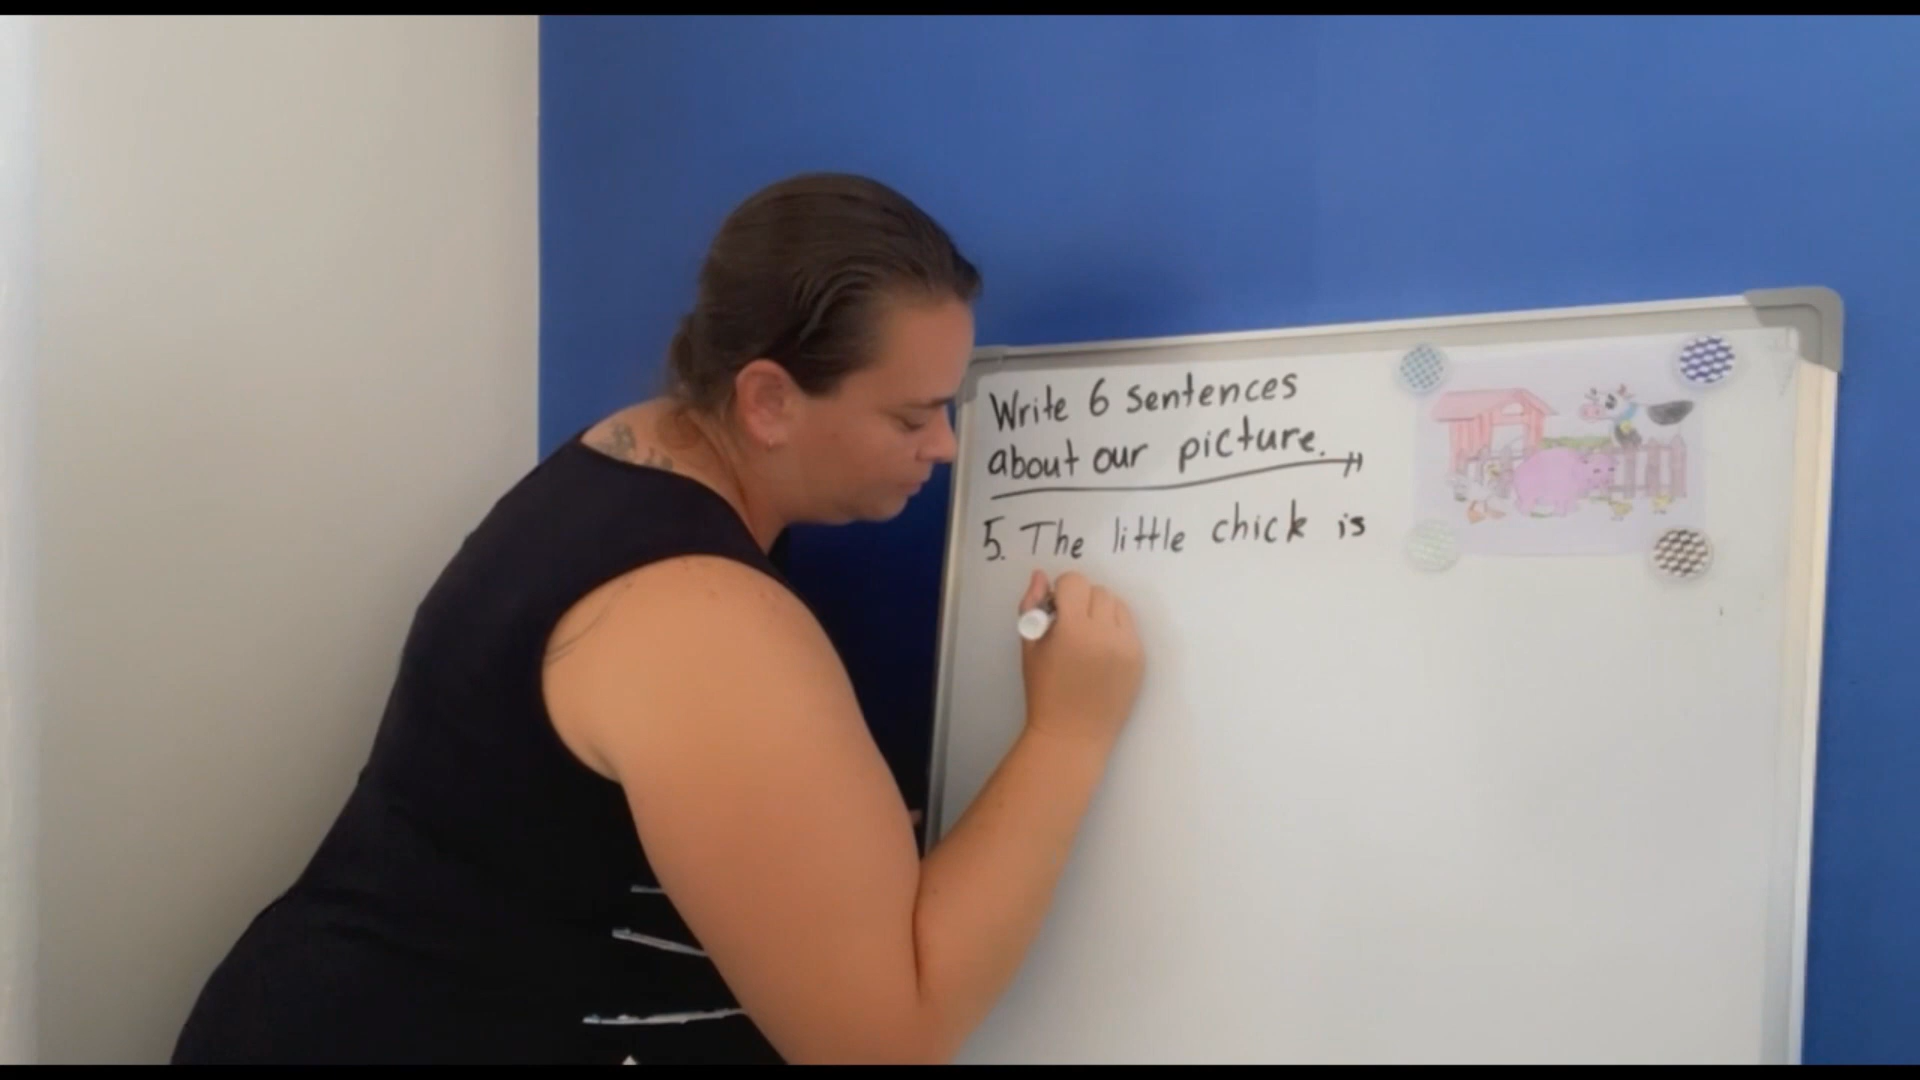 Write 6 sentences
about our picture.
5. The little chick is